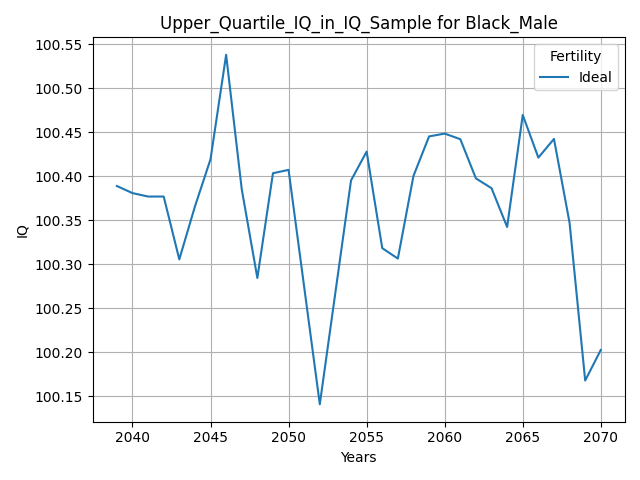 Upper_Quartile_IQ_in_IQ_Sample for Black_Male
Fertility
Ideal
100.55
100.50
100.45
100.40
100.35
100.30
100.25
100.20
100.15
IQ
2040 2045 2050 2055 2060 2065 2070
Years